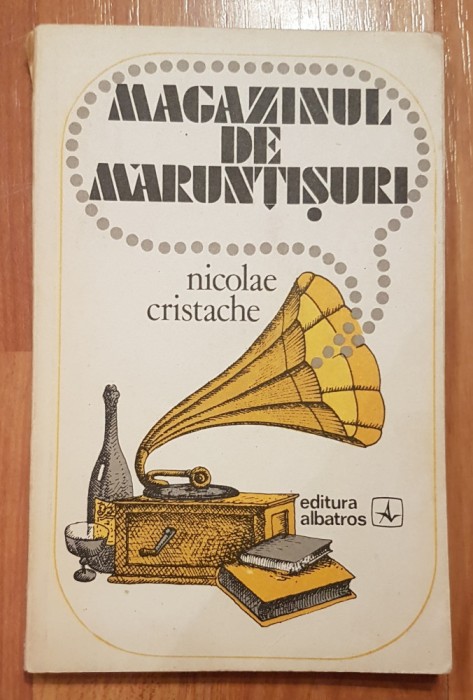 MAGAZINUL
DE
MĂRUNȚIȘURI
nicolae
cristache
editura
albatros